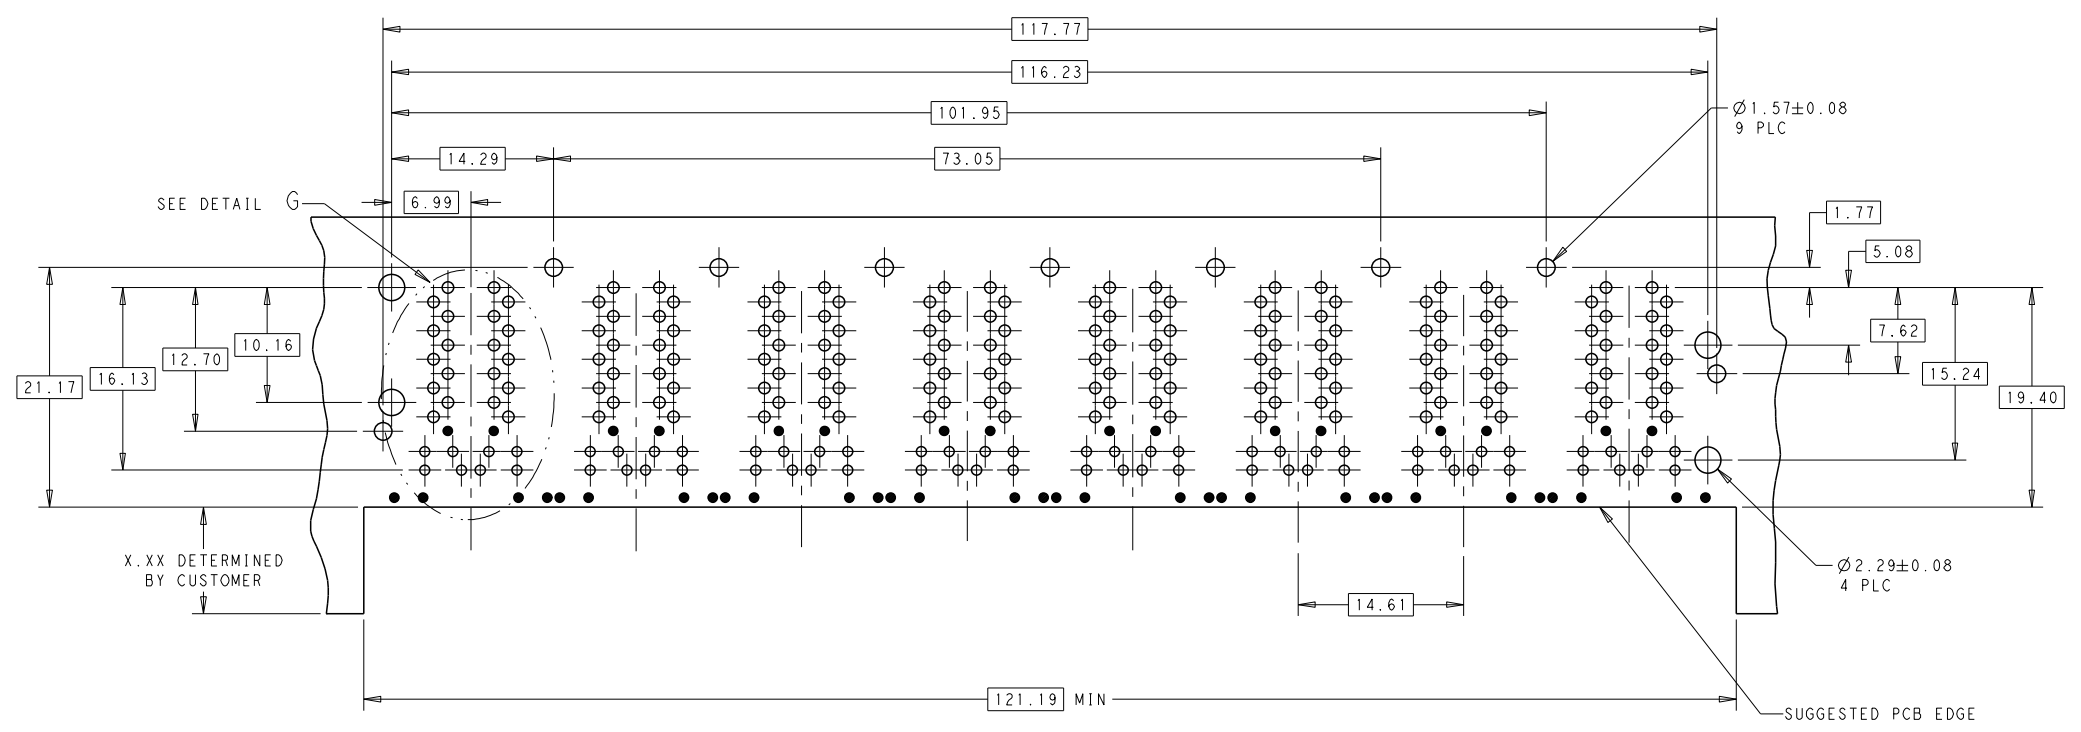 117.77
116.23
101.95
Ø1.57±0.08
9 PLC
14.29
73.05
SEE DETAIL G
6.99
1.77
5.08
7.62
10.16
12.70
16.13
21.17
15.24
19.40
X.XX DETERMINED
BY CUSTOMER
Ø2.29±0.08
4 PLC
14.61
121.19 MIN
SUGGESTED PCB EDGE